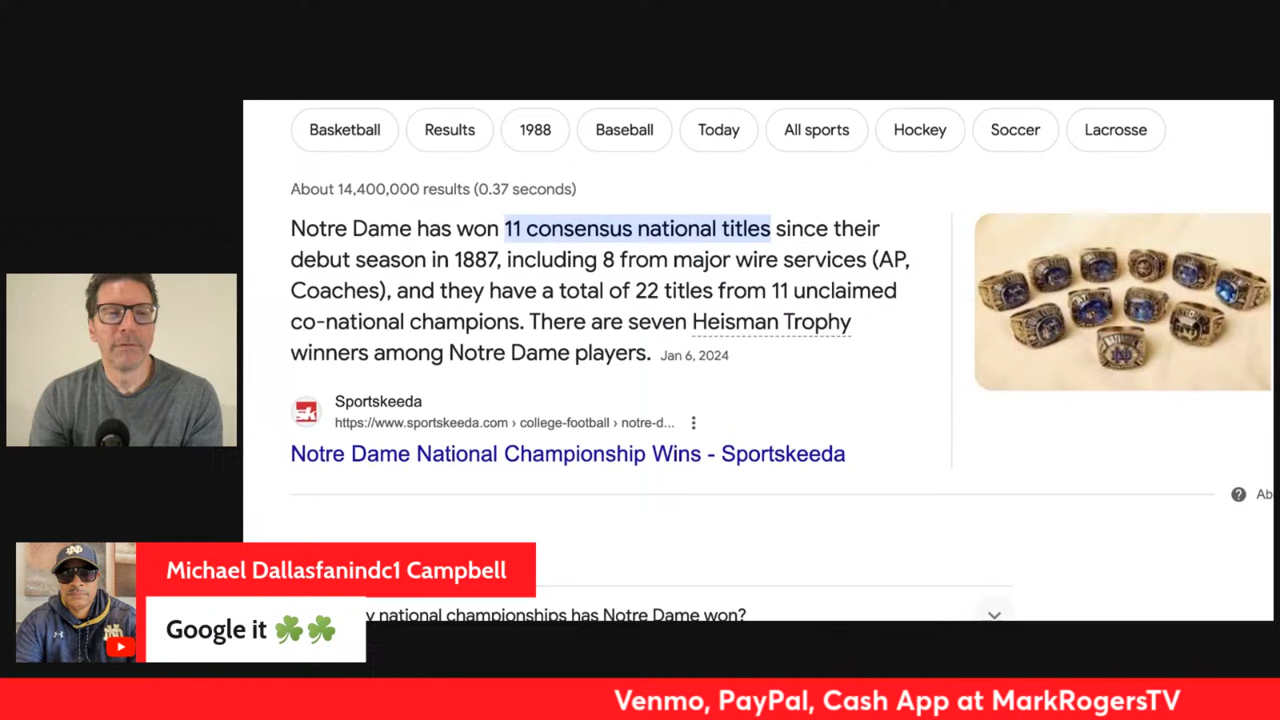 Basketball
Results
1988
Baseball
Today
All sports
Hockey
Soccer
Lacrosse
About 14,400,000 results (0.37 seconds)
Notre Dame has won 11 consensus national titles since their
debut season in 1887, including 8 from major wire services (AP,
Coaches), and they have a total of 22 titles from 11 unclaimed
co-national champions. There are seven Heisman Trophy
winners among Notre Dame players. Jan 6, 2024
Sportskeeda
https://www.sportskeeda.com › college-football › notre-d...
Notre Dame National Championship Wins - Sportskeeda
national championships has Notre Dame won?
Michael Dallasfanindc1 Campbell
Google it ☘️☘️
Venmo, PayPal, Cash App at MarkRogersTV